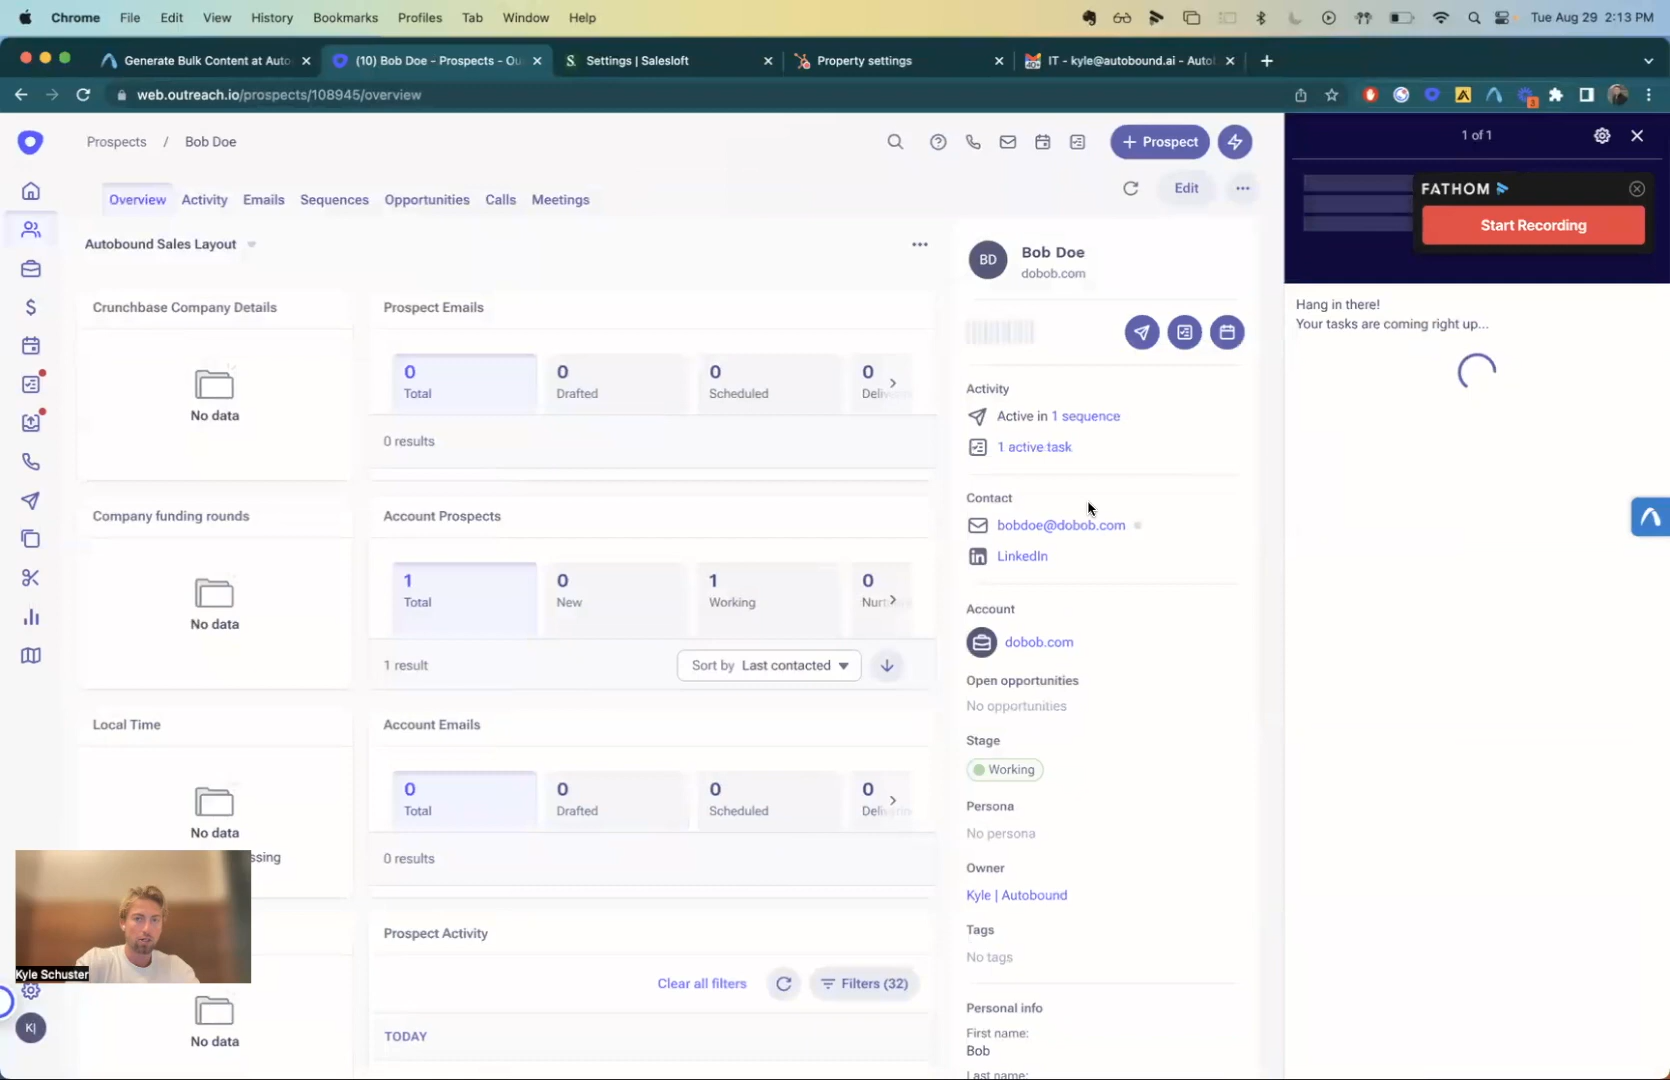 Chrome File Edit View History Bookmarks Profiles Tab Window Help
Tue Aug 29 2:13 PM
Generate Bulk Content at Auto
(10) Bob Doe - Prospects - Ou
Settings | Salesloft
Property settings
IT - kyle@autobound.ai - Auto
web.outreach.io/prospects/108945/overview
3
Prospects / Bob Doe
+ Prospect
Overview Activity Emails Sequences Opportunities Calls Meetings
Edit
Autobound Sales Layout
Crunchbase Company Details
No data
Company funding rounds
No data
Local Time
No data
ssing
No data
Prospect Emails
0 Total
0 Drafted
0 Scheduled
0
0 results
Account Prospects
1 Total
0 New
1 Working
0
1 result
Sort by Last contacted
Account Emails
0 Total
0 Drafted
0 Scheduled
0
0 results
Prospect Activity
Clear all filters
Filters (32)
TODAY
BD
Bob Doe
dobob.com
Activity
Active in 1 sequence
1 active task
Contact
bobdoe@dobob.com
LinkedIn
Account
dobob.com
Open opportunities
No opportunities
Stage
Working
Persona
No persona
Owner
Kyle | Autobound
Tags
No tags
Personal info
First name:
Bob
Last name:
1 of 1
FATHOM
Start Recording
Hang in there!
Your tasks are coming right up...
Kyle Schuster
K|